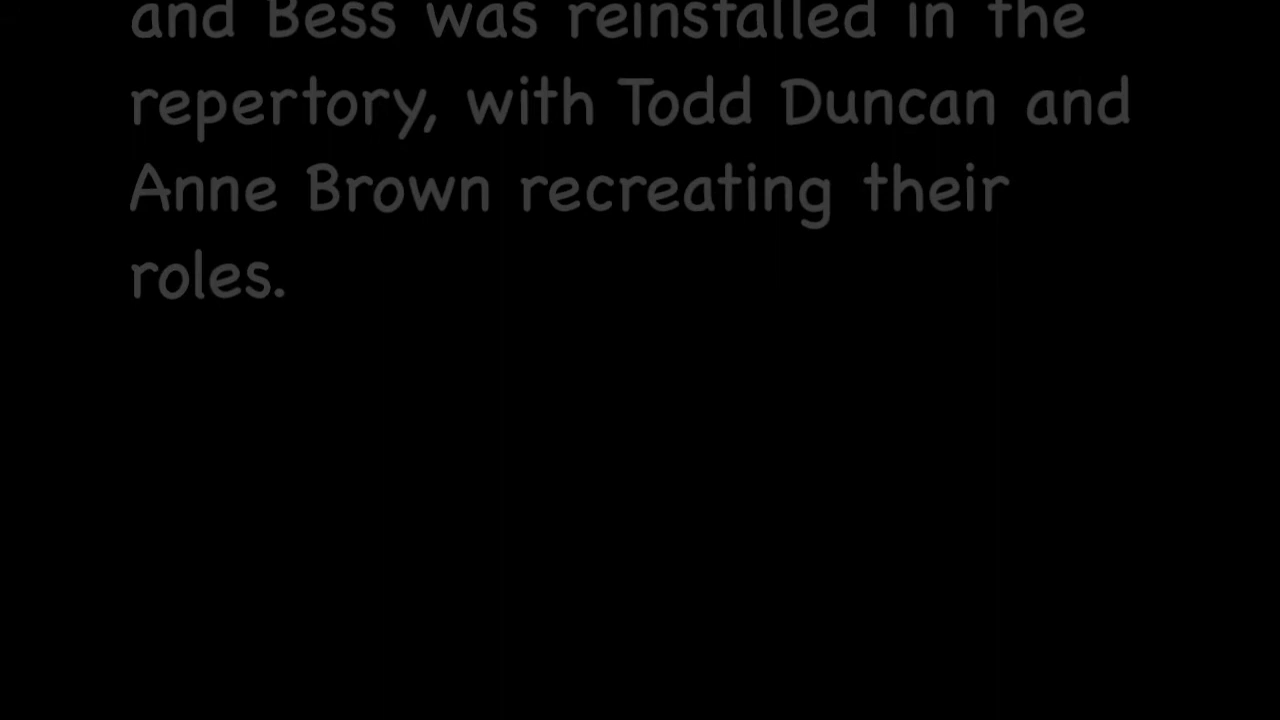 and Bess was reinstalled in the
repertory, with Todd Duncan and
Anne Brown recreating their
roles.